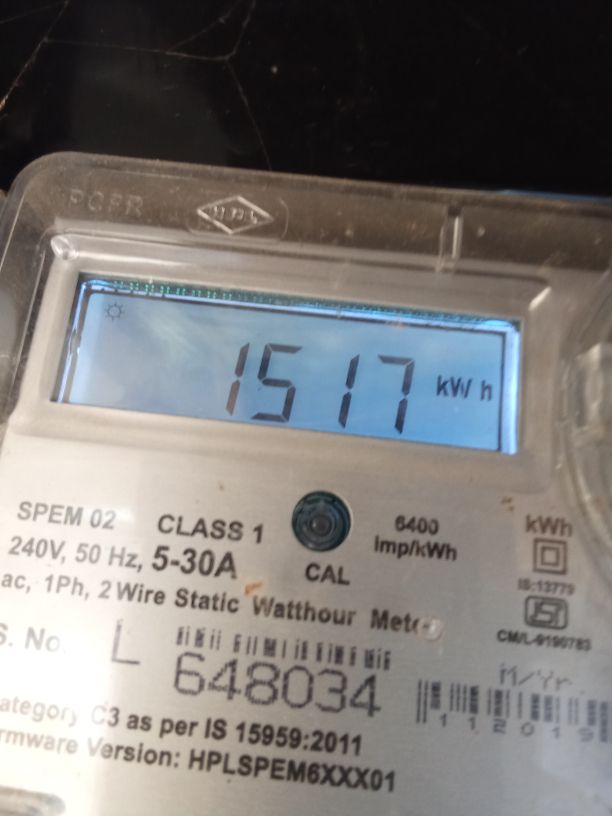 HPL
1517 kW h
SPEM 02 CLASS 1 6400 kWh
240V, 50 Hz, 5-30A Imp/kWh
CAL IS:13779
ac, 1Ph, 2 Wire Static Watthour Meter
CM/L-9190783
S. No. L 648034
M/Yr.
112019
ategory C3 as per IS 15959:2011
rmware Version: HPLSPEM6XXX01